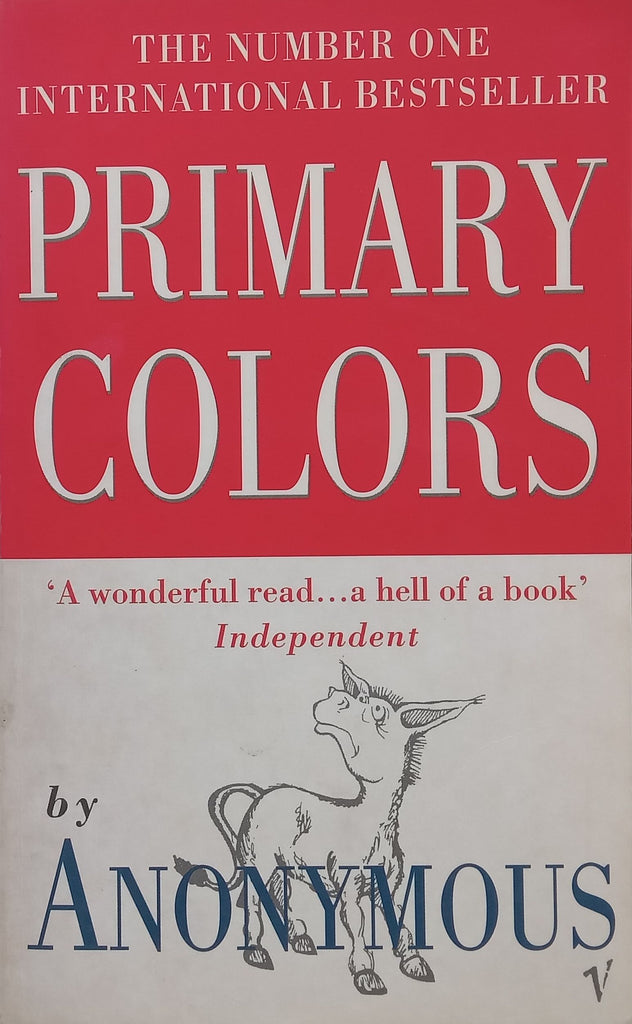 THE NUMBER ONE
INTERNATIONAL BESTSELLER
PRIMARY
COLORS
‘A wonderful read...a hell of a book’
Independent
by
ANONYMOUS
V